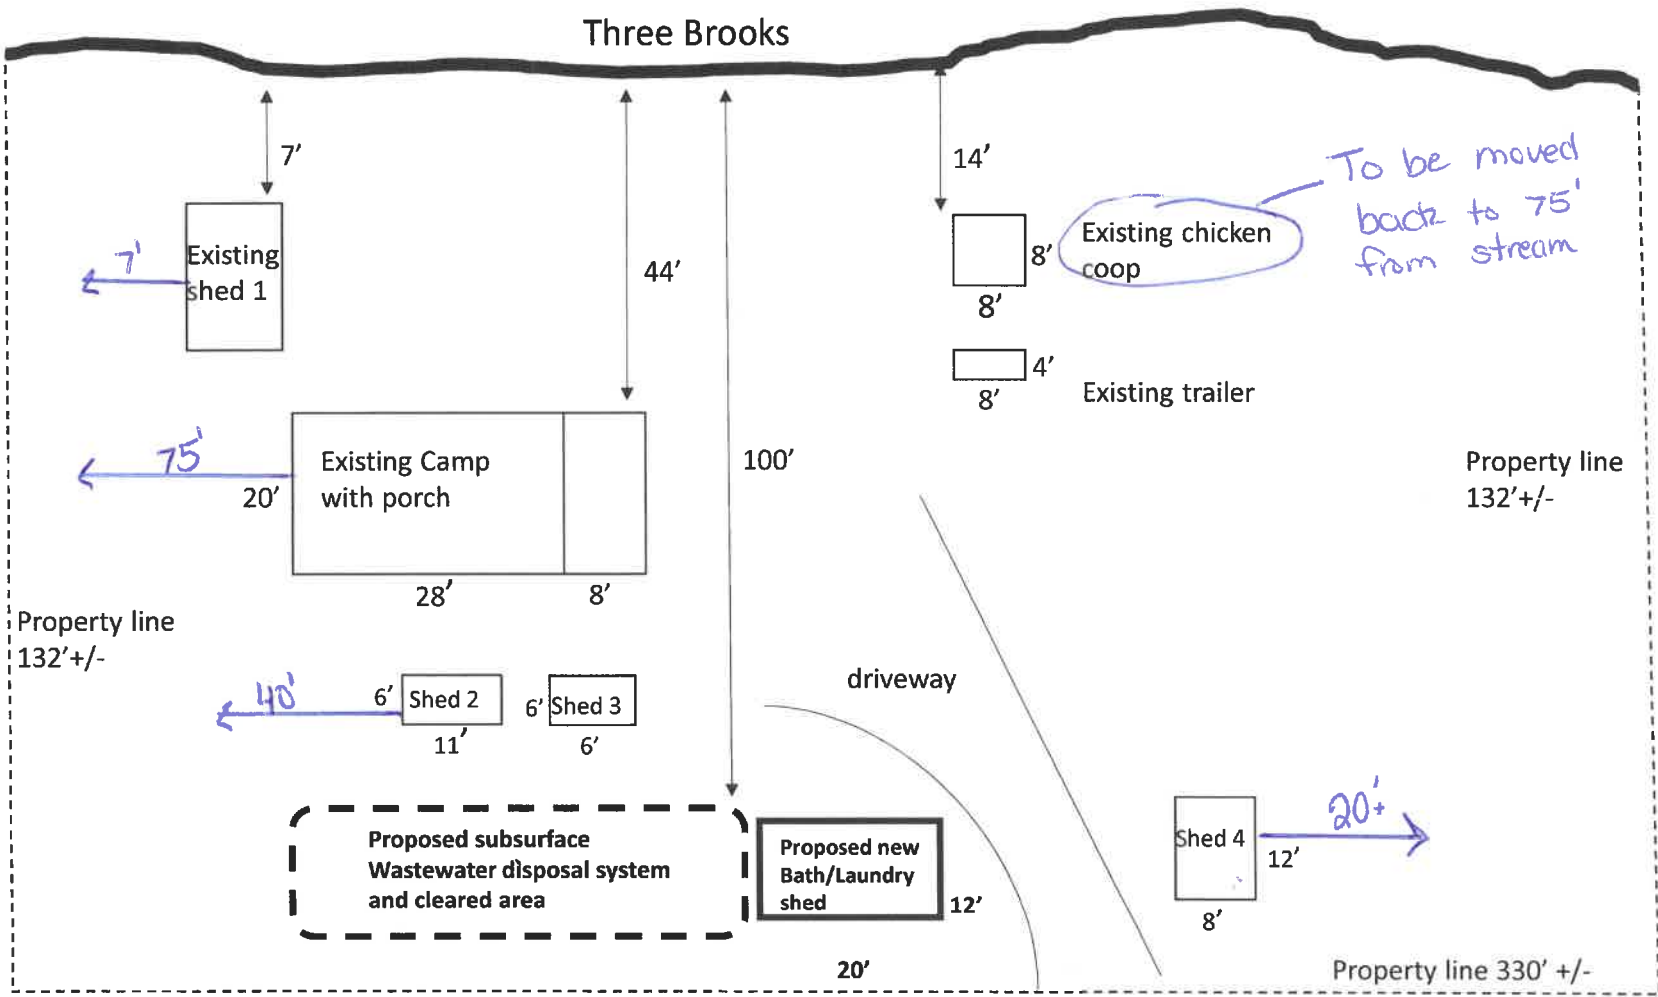 Three Brooks
7'
14'
To be moved
back to 75'
from stream
Existing
shed 1
7'
44'
8'
Existing chicken
coop
8'
4'
8'
Existing trailer
75'
20'
Existing Camp
with porch
100'
Property line
132'+/-
28'
8'
Property line
132'+/-
driveway
40'
6'
Shed 2
11'
6'
Shed 3
6'
Proposed subsurface
Wastewater disposal system
and cleared area
Proposed new
Bath/Laundry
shed
12'
20'
Shed 4
12'
8'
20'+
Property line 330' +/-